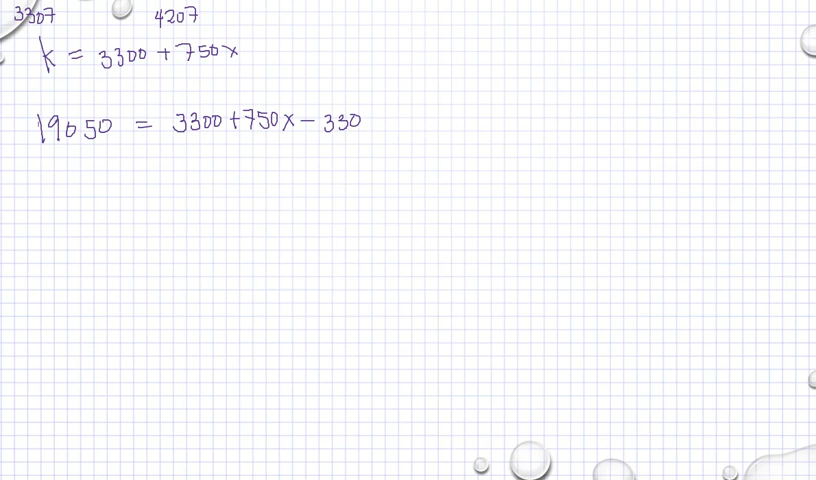 3307 4207
k = 3300 + 750x
19050 = 3300 + 750x - 330